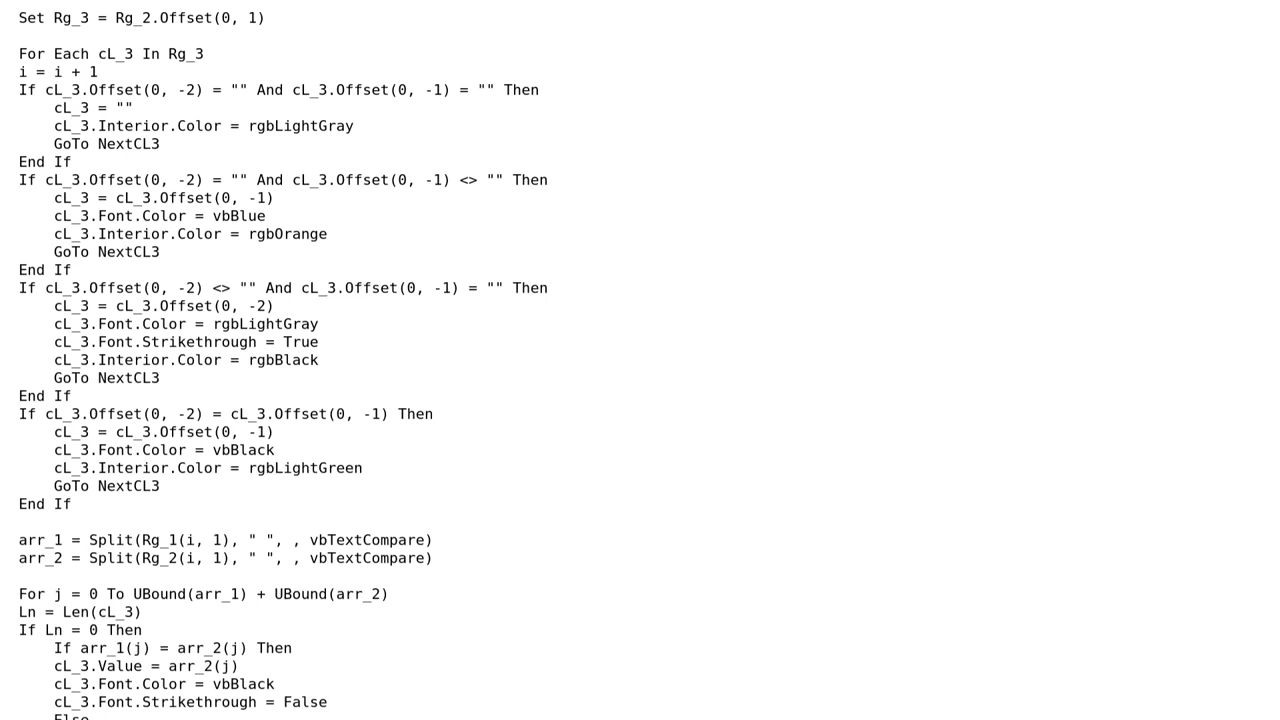 Set Rg_3 = Rg_2.Offset(0, 1)

For Each cL_3 In Rg_3
i = i + 1
If cL_3.Offset(0, -2) = "" And cL_3.Offset(0, -1) = "" Then
    cL_3 = ""
    cL_3.Interior.Color = rgbLightGray
    GoTo NextCL3
End If
If cL_3.Offset(0, -2) = "" And cL_3.Offset(0, -1) <> "" Then
    cL_3 = cL_3.Offset(0, -1)
    cL_3.Font.Color = vbBlue
    cL_3.Interior.Color = rgbOrange
    GoTo NextCL3
End If
If cL_3.Offset(0, -2) <> "" And cL_3.Offset(0, -1) = "" Then
    cL_3 = cL_3.Offset(0, -2)
    cL_3.Font.Color = rgbLightGray
    cL_3.Font.Strikethrough = True
    cL_3.Interior.Color = rgbBlack
    GoTo NextCL3
End If
If cL_3.Offset(0, -2) = cL_3.Offset(0, -1) Then
    cL_3 = cL_3.Offset(0, -1)
    cL_3.Font.Color = vbBlack
    cL_3.Interior.Color = rgbLightGreen
    GoTo NextCL3
End If

arr_1 = Split(Rg_1(i, 1), " ", , vbTextCompare)
arr_2 = Split(Rg_2(i, 1), " ", , vbTextCompare)

For j = 0 To UBound(arr_1) + UBound(arr_2)
Ln = Len(cL_3)
If Ln = 0 Then
    If arr_1(j) = arr_2(j) Then
    cL_3.Value = arr_2(j)
    cL_3.Font.Color = vbBlack
    cL_3.Font.Strikethrough = False
    Else